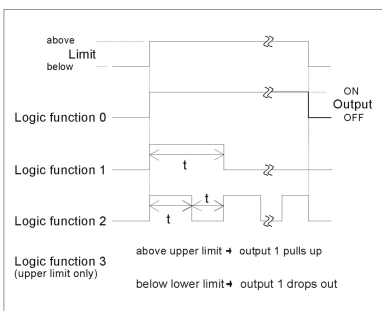 above
Limit
below
ON
Output
OFF
Logic function 0
Logic function 1
t
Logic function 2
t
t
Logic function 3
(upper limit only)
above upper limit → output 1 pulls up
below lower limit → output 1 drops out